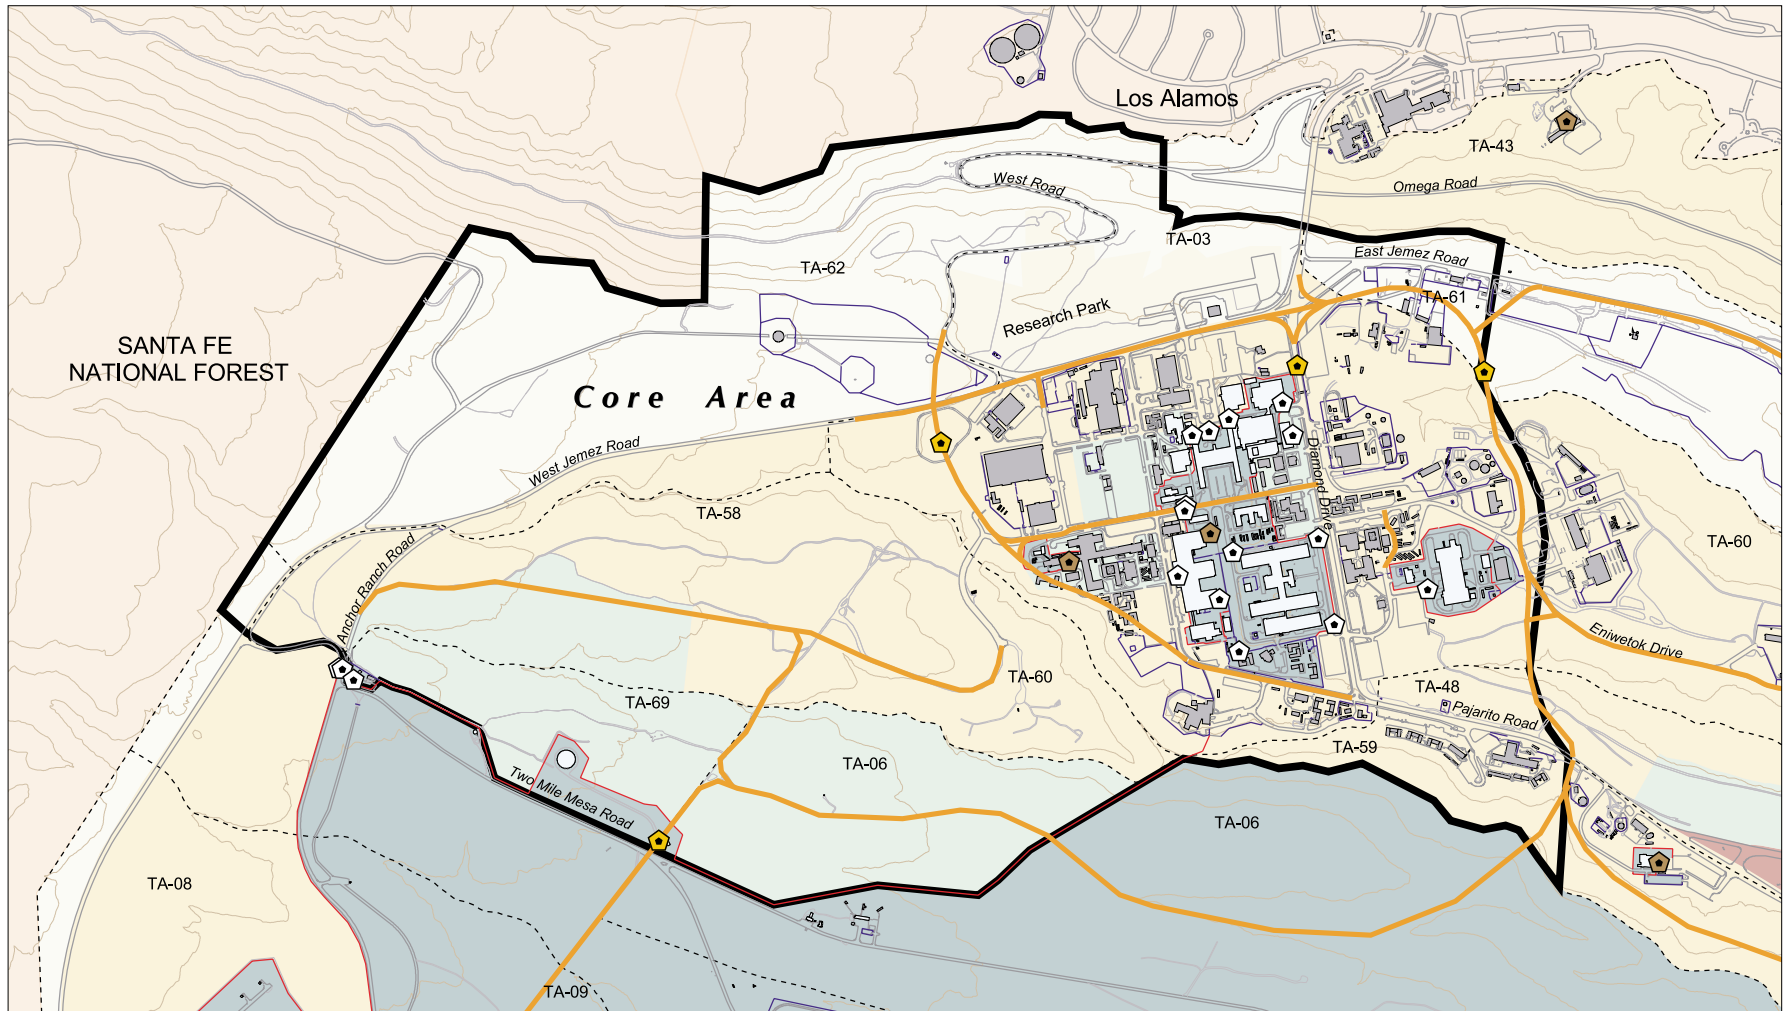 Los Alamos
TA-43
West Road
Omega Road
TA-03
East Jemez Road
TA-62
TA-61
Research Park
SANTA FE
NATIONAL FOREST
Core Area
West Jemez Road
Diamond Drive
TA-58
TA-60
Anchor Ranch Road
Eniwetok Drive
TA-60
TA-48
TA-69
Pajarito Road
TA-59
TA-06
Two Mile Mesa Road
TA-06
TA-08
TA-09